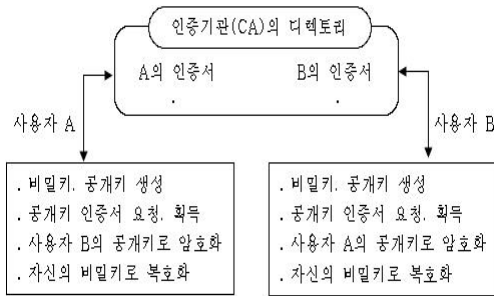 인증기관(CA)의 디렉토리
A의 인증서 B의 인증서
. .
사용자 A 사용자 B
. 비밀키. 공개키 생성
. 공개키 인증서 요청. 획득
. 사용자 B의 공개키로 암호화
. 자신의 비밀키로 복호화
. 비밀키. 공개키 생성
. 공개키 인증서 요청. 획득
. 사용자 A의 공개키로 암호화
. 자신의 비밀키로 복호화